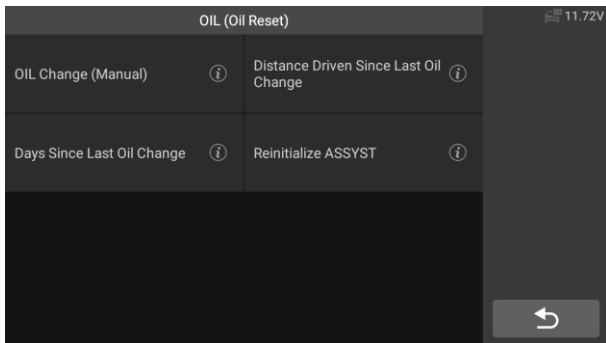 OIL (Oil Reset)
11.72V
OIL Change (Manual)
Distance Driven Since Last Oil
Change
Days Since Last Oil Change
Reinitialize ASSYST